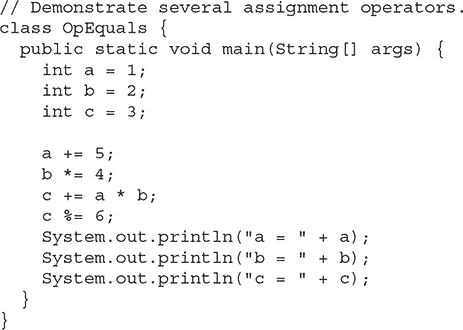 // Demonstrate several assignment operators.
class OpEquals {
  public static void main(String[] args) {
    int a = 1;
    int b = 2;
    int c = 3;

    a += 5;
    b *= 4;
    c += a * b;
    c %= 6;
    System.out.println("a = " + a);
    System.out.println("b = " + b);
    System.out.println("c = " + c);
  }
}